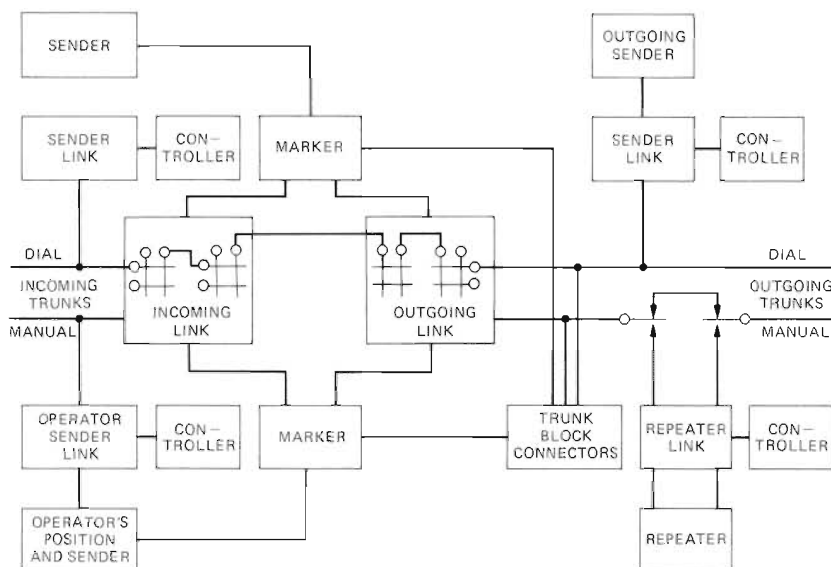 SENDER
OUTGOING
SENDER
SENDER
LINK
CON-
TROLLER
MARKER
SENDER
LINK
CON-
TROLLER
DIAL
INCOMING
TRUNKS
MANUAL
INCOMING
LINK
OUTGOING
LINK
DIAL
OUTGOING
TRUNKS
MANUAL
OPERATOR
SENDER
LINK
CON-
TROLLER
MARKER
TRUNK
BLOCK
CONNECTORS
REPEATER
LINK
CON-
TROLLER
OPERATOR'S
POSITION
AND SENDER
REPEATER